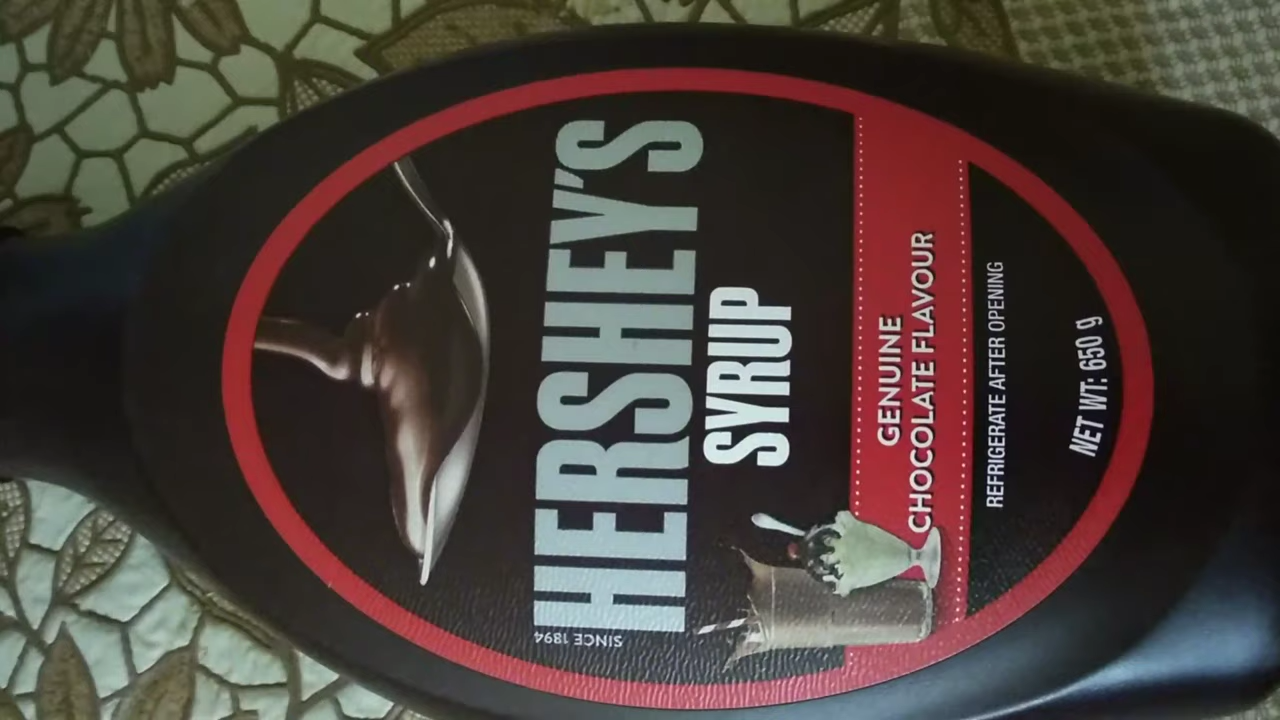 HERSHEY'S
SINCE 1894
SYRUP
GENUINE
CHOCOLATE FLAVOUR
REFRIGERATE AFTER OPENING
NET WT: 650 g